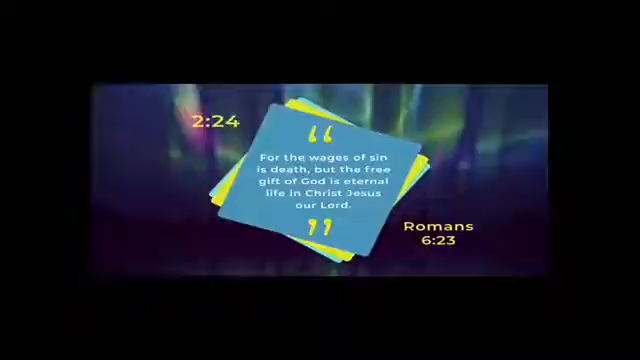 2:24
“
For the wages of sin
is death, but the free
gift of God is eternal
life in Christ Jesus
our Lord.
”
Romans
6:23